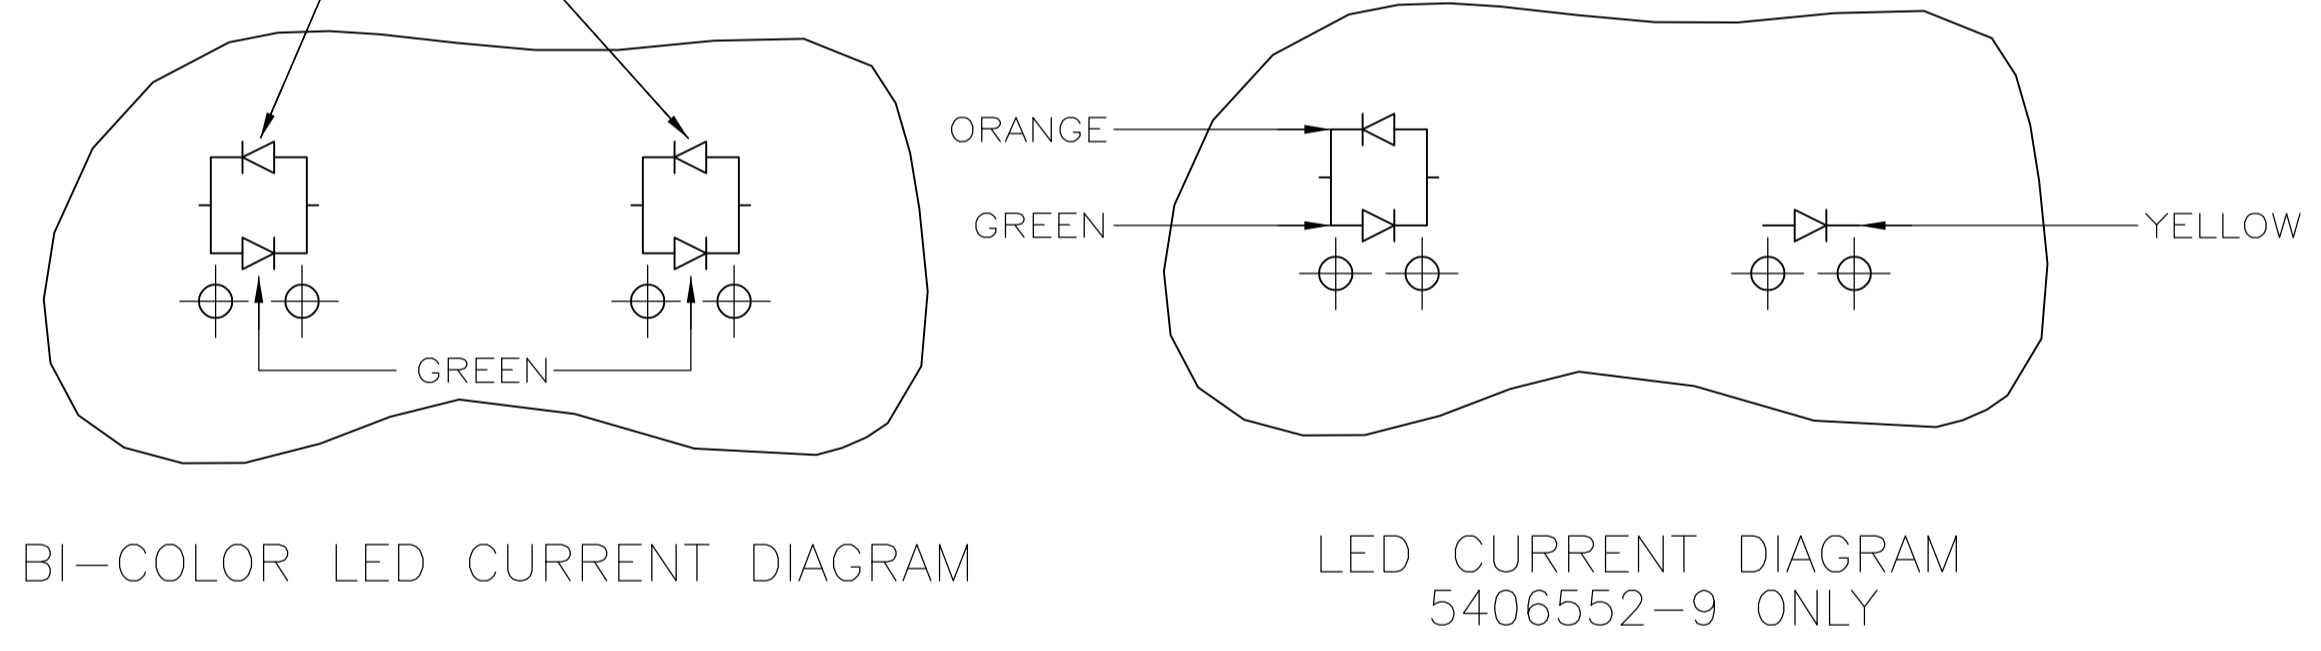 ORANGE
GREEN
YELLOW
GREEN
BI-COLOR LED CURRENT DIAGRAM
LED CURRENT DIAGRAM
5406552-9 ONLY